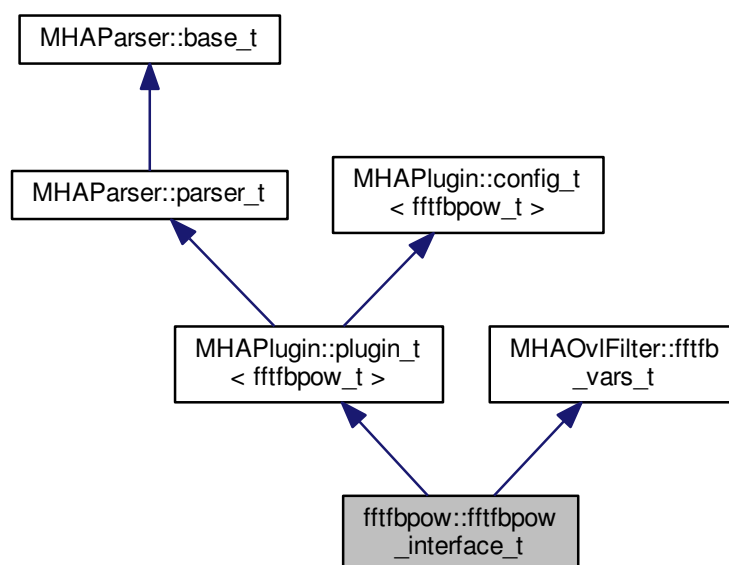 MHAParser::base_t
MHAParser::parser_t
MHAPlugin::config_t
< fftfbpow_t >
MHAPlugin::plugin_t
< fftfbpow_t >
MHAOvlFilter::fftfb
_vars_t
fftfbpow::fftfbpow
_interface_t